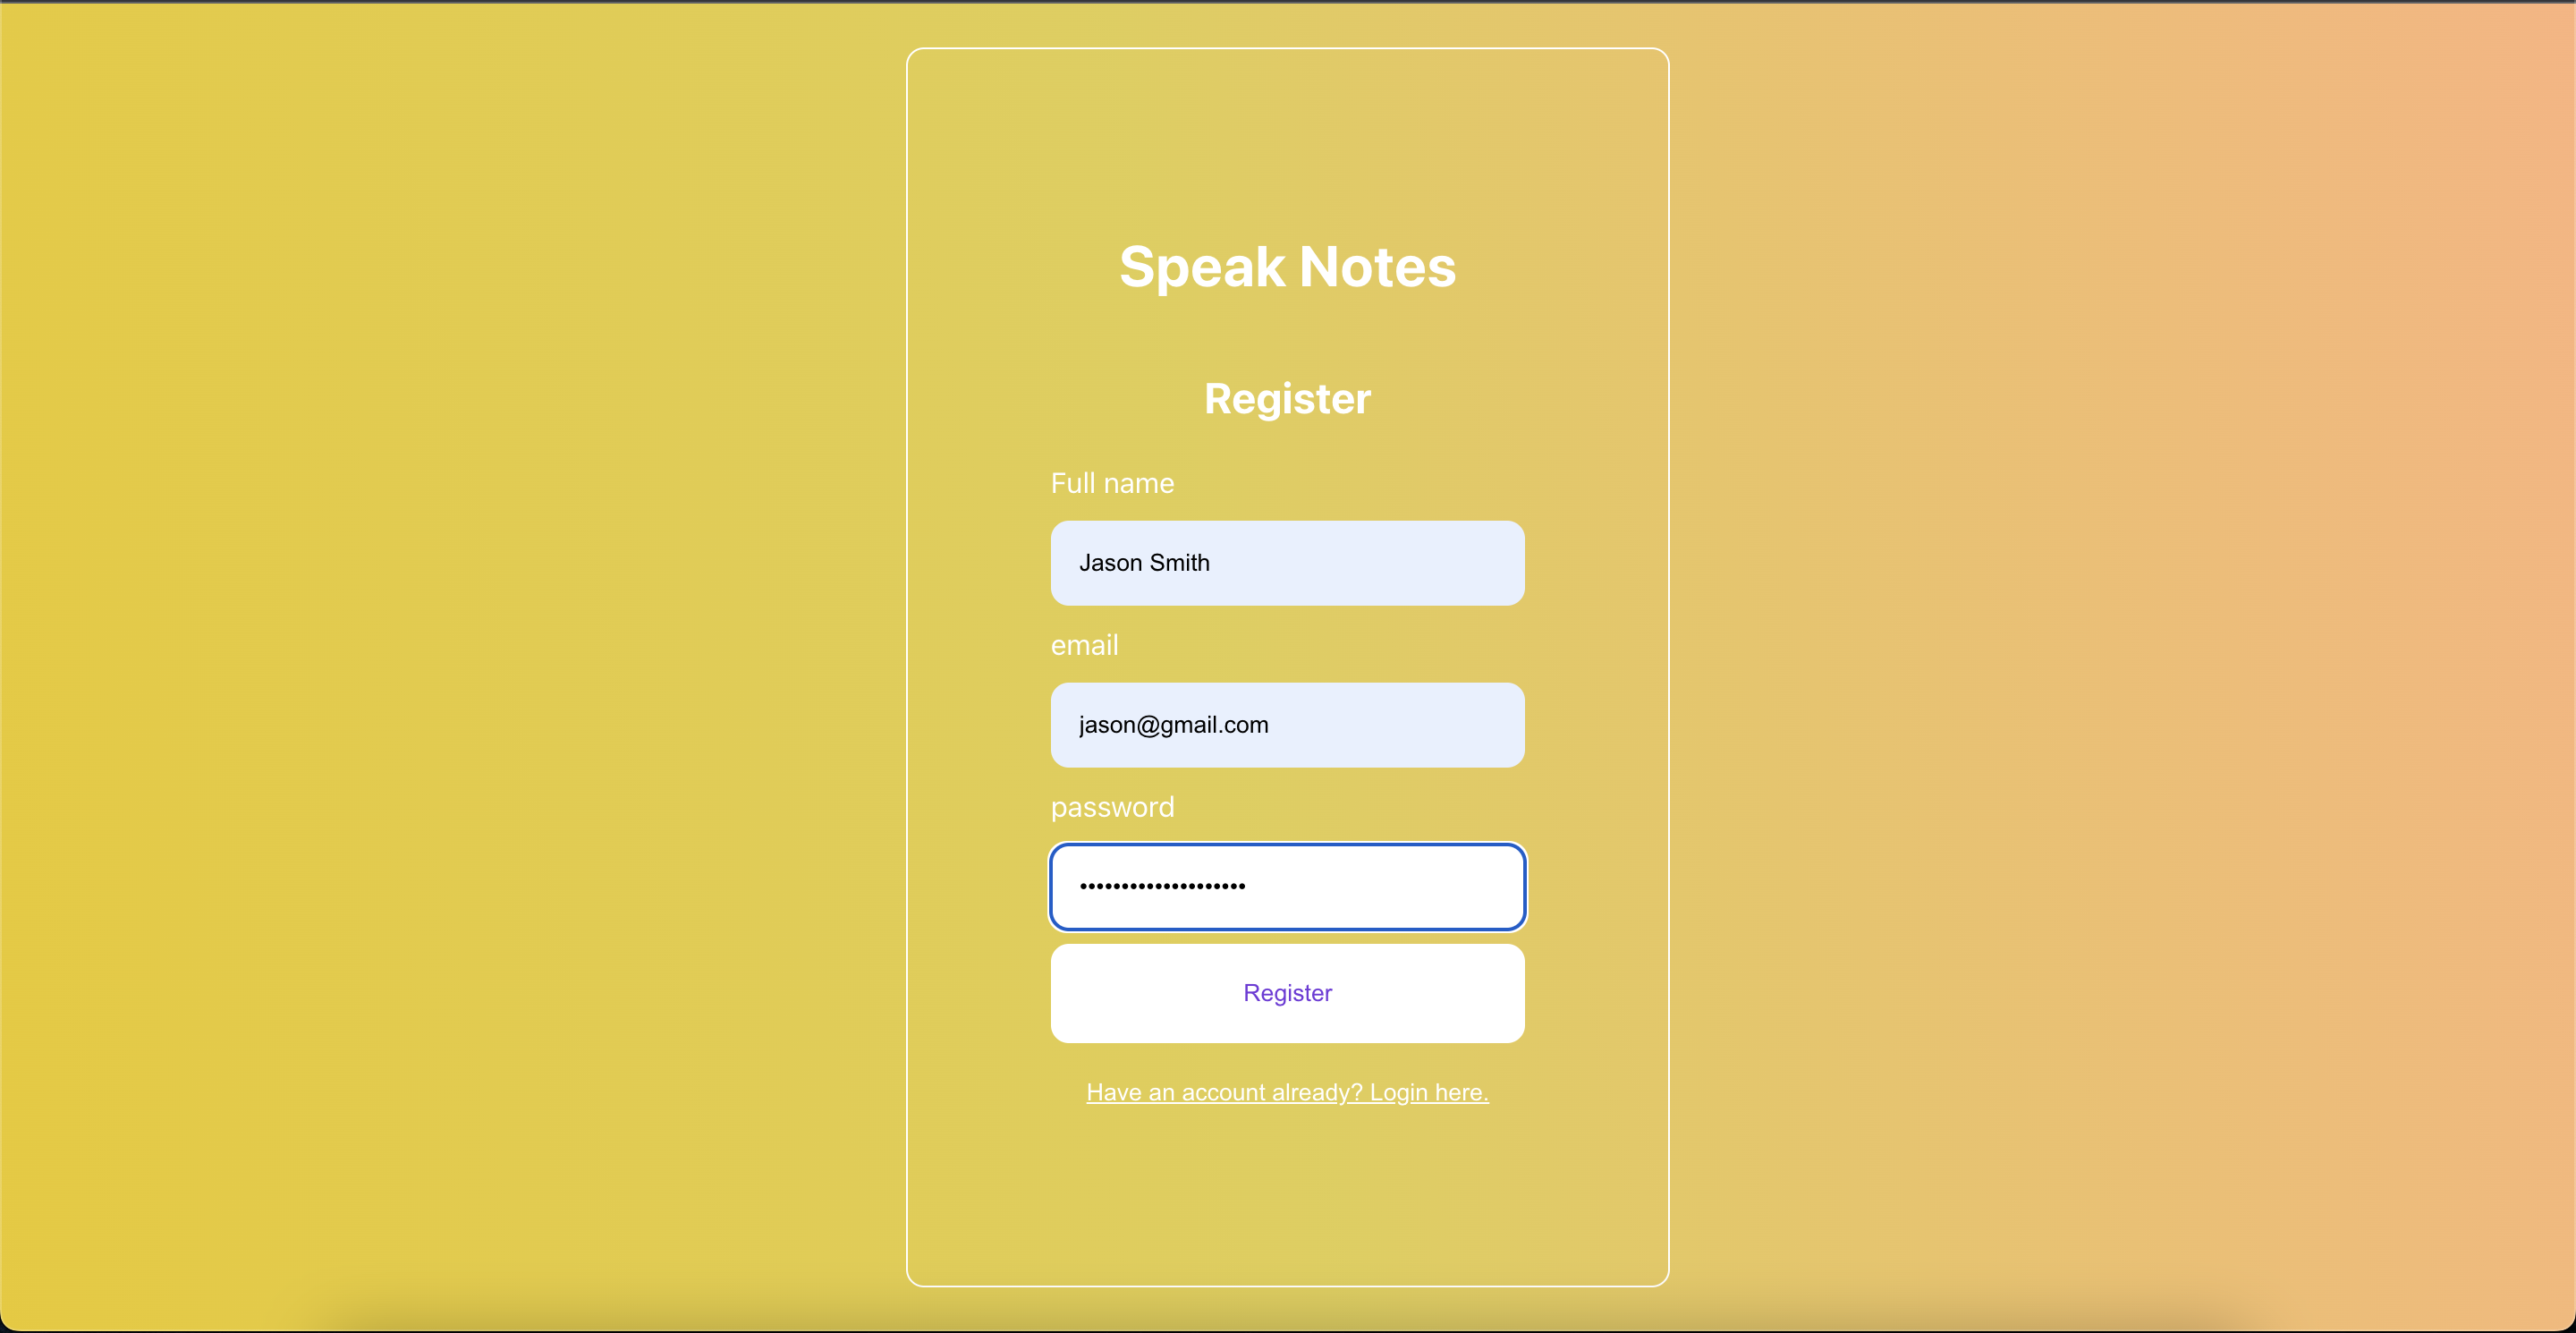 Speak Notes
Register
Full name
Jason Smith
email
jason@gmail.com
password
••••••••••••••••••••
Register
Have an account already? Login here.